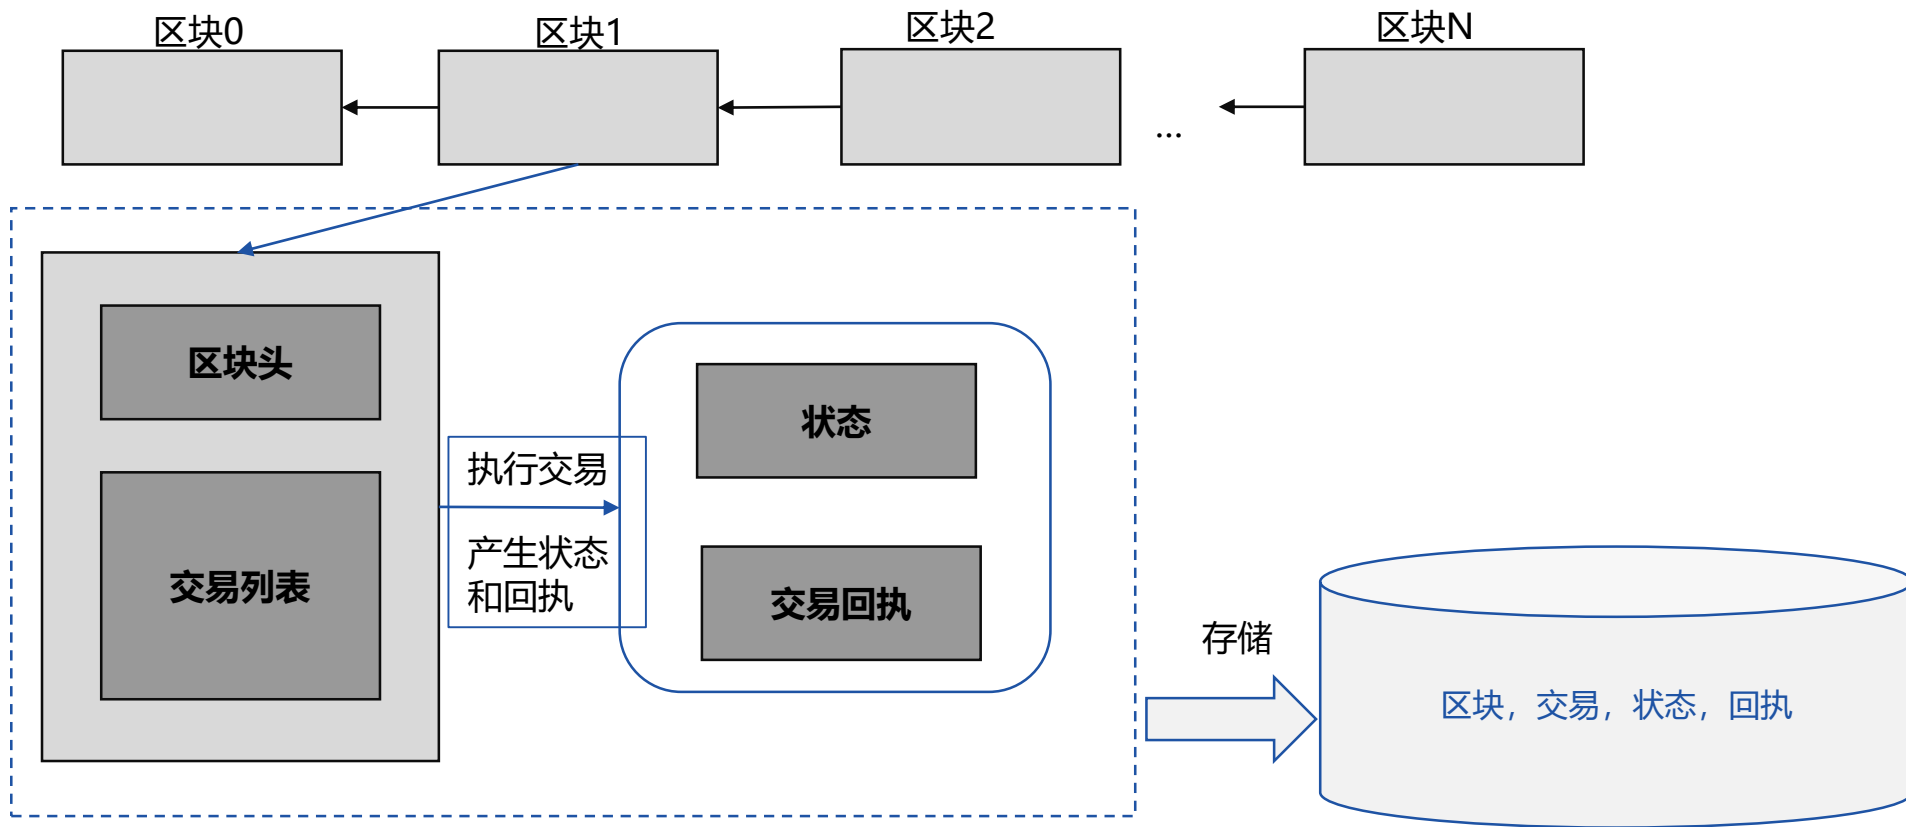 区块0
区块1
区块2
区块N
...
区块头
交易列表
执行交易
产生状态
和回执
状态
交易回执
存储
区块，交易，状态，回执